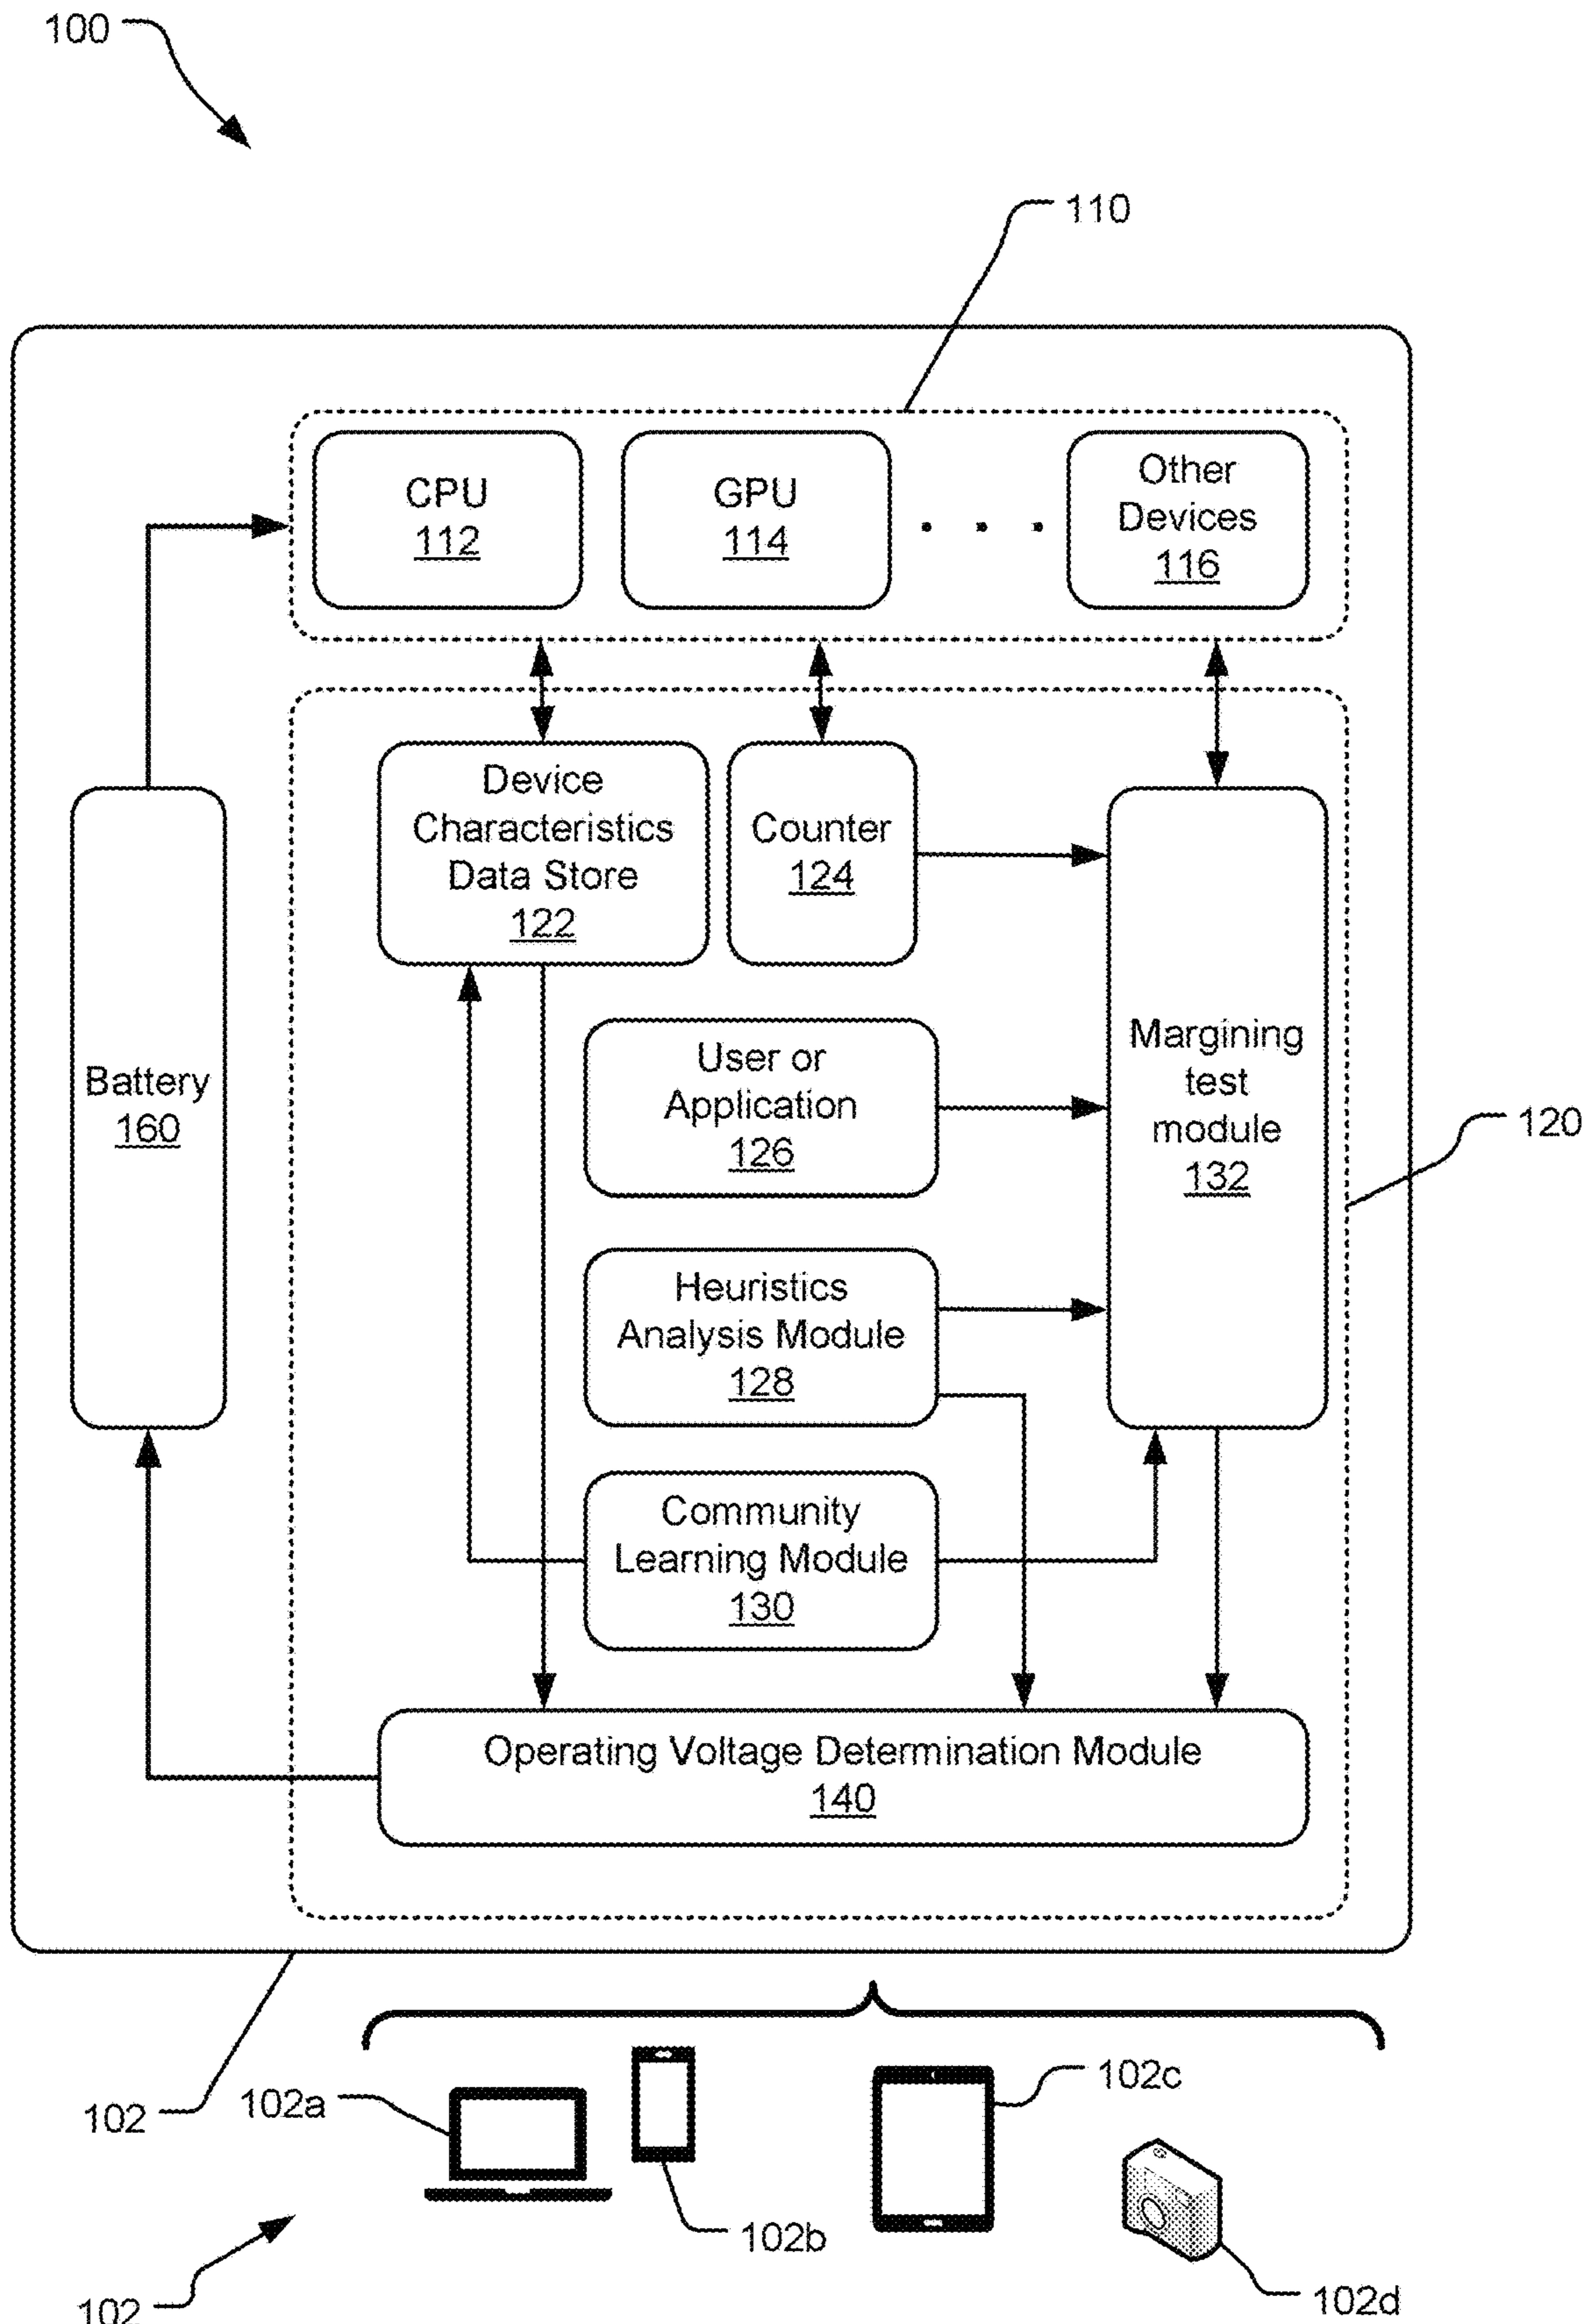 100
110
CPU
112
GPU
114
. . .
Other
Devices
116
Device
Characteristics
Data Store
122
Counter
124
User or
Application
126
Margining
test
module
132
Battery
160
120
Heuristics
Analysis Module
128
Community
Learning Module
130
Operating Voltage Determination Module
140
102
102a
102b
102c
102d
102